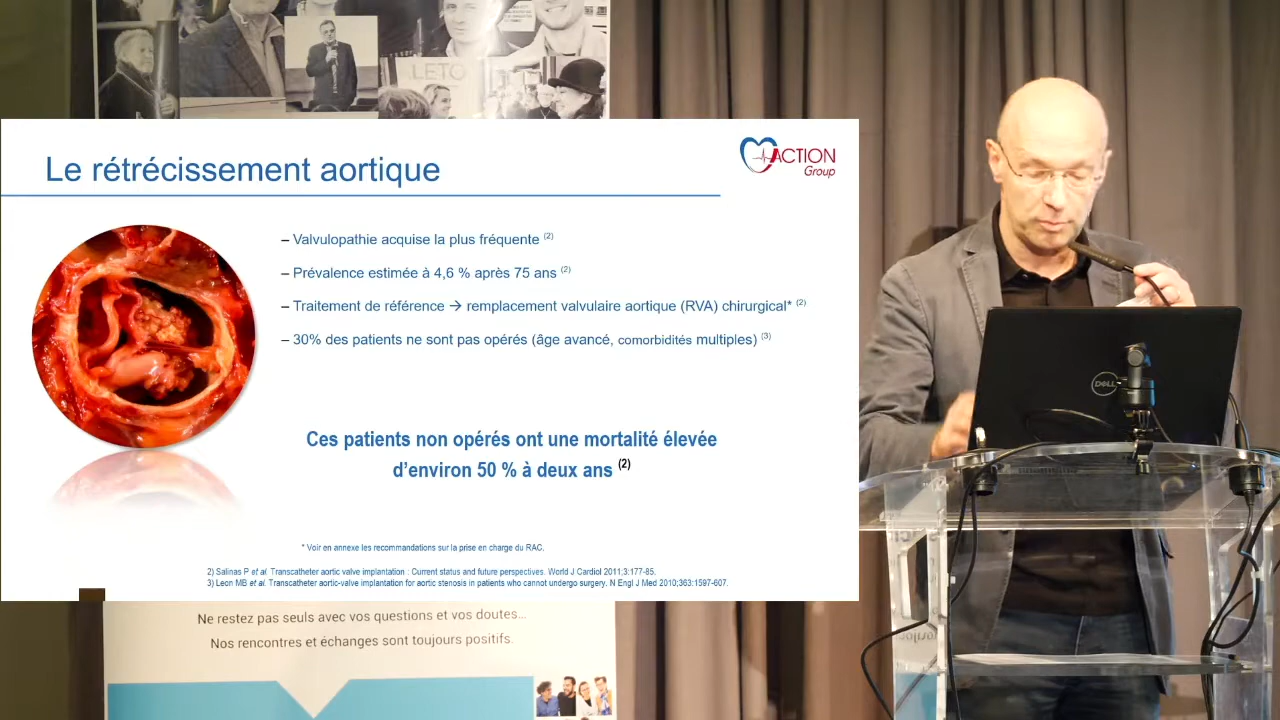 LETO
Le rétrécissement aortique
ACTION
Group
– Valvulopathie acquise la plus fréquente (2)
– Prévalence estimée à 4,6 % après 75 ans (2)
– Traitement de référence → remplacement valvulaire aortique (RVA) chirurgical* (2)
– 30% des patients ne sont pas opérés (âge avancé, comorbidités multiples) (3)
Ces patients non opérés ont une mortalité élevée
d’environ 50 % à deux ans (2)
* Voir en annexe les recommandations sur la prise en charge du RAC.
2) Salinas P et al. Transcatheter aortic valve implantation : Current status and future perspectives. World J Cardiol 2011;3:177-85.
3) Leon MB et al. Transcatheter aortic-valve implantation for aortic stenosis in patients who cannot undergo surgery. N Engl J Med 2010;363:1597-607.
DELL
Ne restez pas seuls avec vos questions et vos doutes...
Nos rencontres et échanges sont toujours positifs.